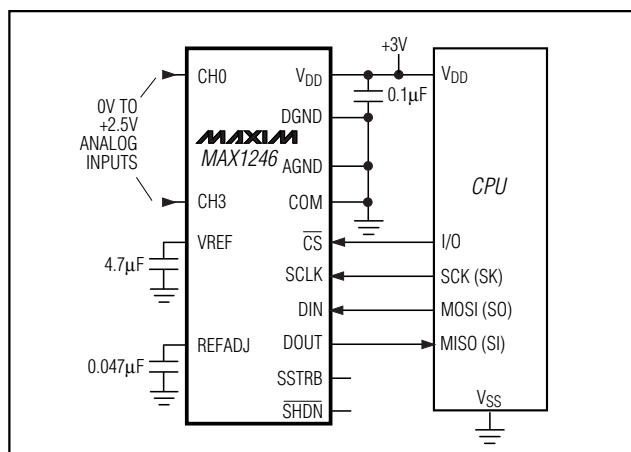 +3V
CH0
VDD
VDD
0.1µF
0V TO
+2.5V
ANALOG
INPUTS
DGND
MAXIM
MAX1246
AGND
CPU
CH3
COM
VREF
CS
I/O
4.7µF
SCLK
SCK (SK)
DIN
MOSI (SO)
REFADJ
DOUT
MISO (SI)
0.047µF
SSTRB
SHDN
VSS